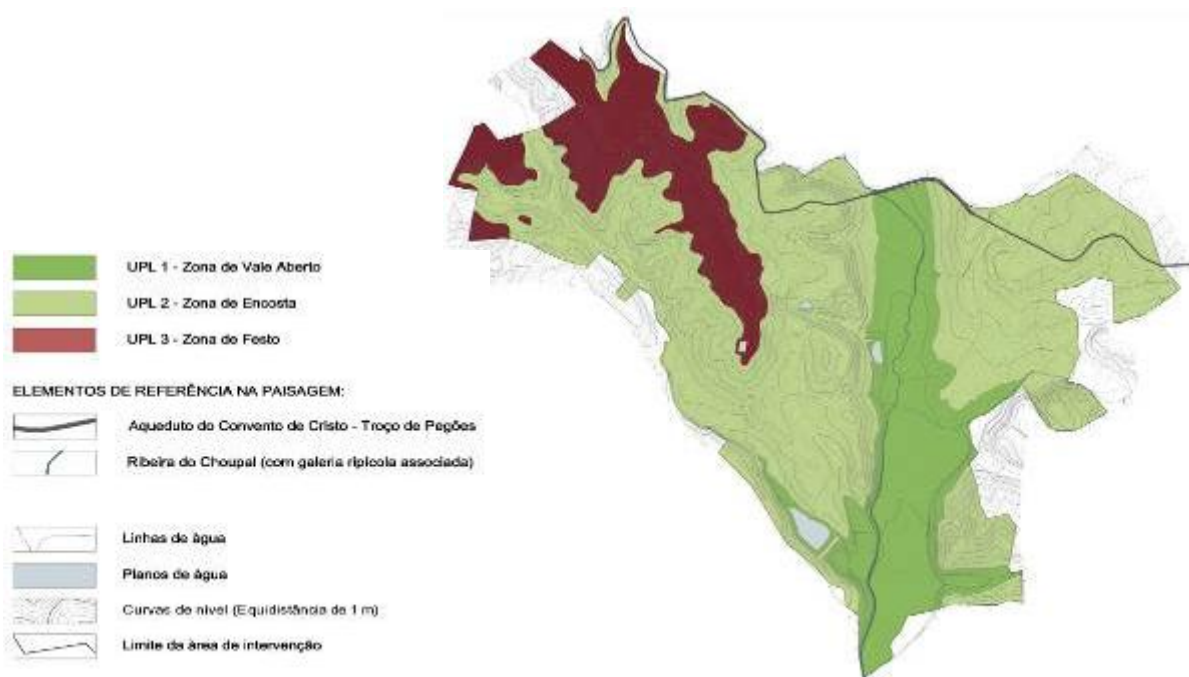 UPL 1 - Zona de Vale Aberto
UPL 2 - Zona de Encosta
UPL 3 - Zona de Festo
ELEMENTOS DE REFERÊNCIA NA PAISAGEM:
Aqueduto do Convento de Cristo - Troço de Pegões
Ribeira do Choupal (com galeria ripícola associada)
Linhas de água
Planos de água
Curvas de nível (Equidistância de 1 m)
Limite da área de intervenção